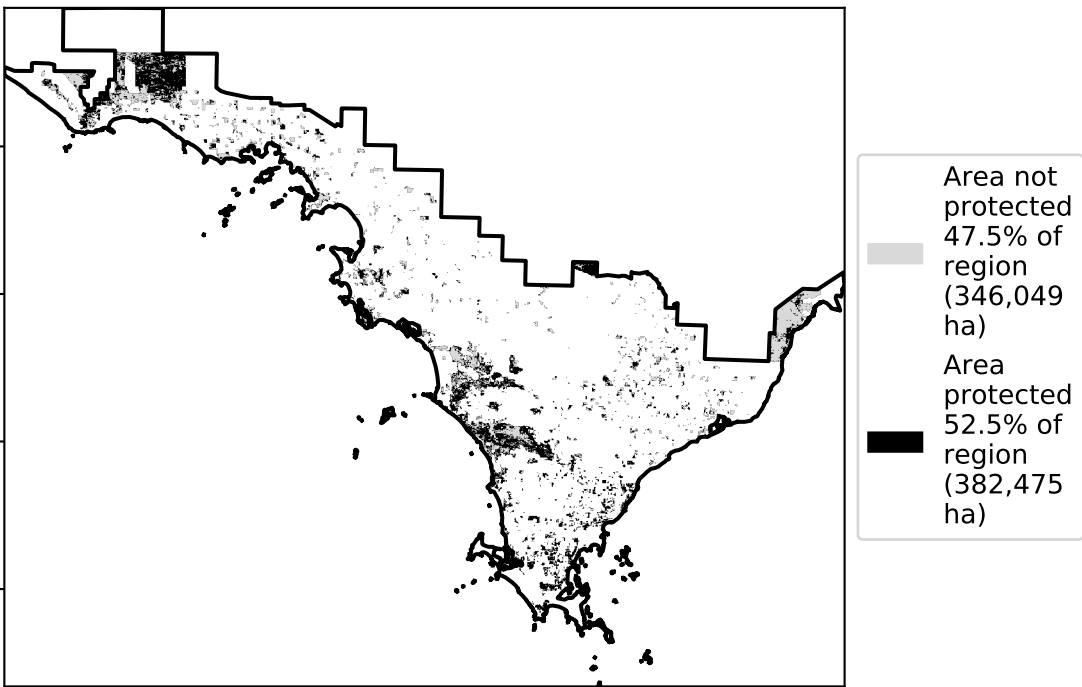 Area not
protected
47.5% of
region
(346,049
ha)
Area
protected
52.5% of
region
(382,475
ha)